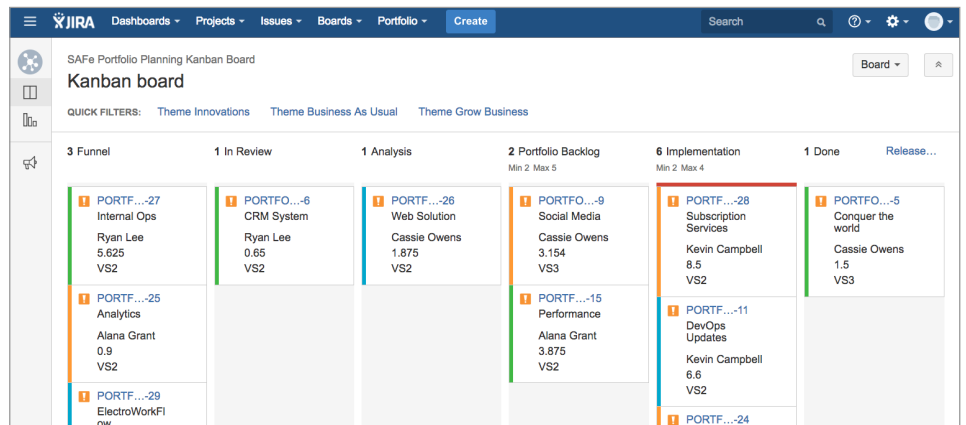 JIRA Dashboards Projects Issues Boards Portfolio Create Search
SAFe Portfolio Planning Kanban Board
Kanban board
Board
QUICK FILTERS: Theme Innovations Theme Business As Usual Theme Grow Business
3 Funnel
1 In Review
1 Analysis
2 Portfolio Backlog
Min 2 Max 5
6 Implementation
Min 2 Max 4
1 Done
Release...
PORTF...-27
Internal Ops
Ryan Lee
5.625
VS2
PORTF...-25
Analytics
Alana Grant
0.9
VS2
PORTF...-29
ElectroWorkFl
ow
PORTFO...-6
CRM System
Ryan Lee
0.65
VS2
PORTF...-26
Web Solution
Cassie Owens
1.875
VS2
PORTFO...-9
Social Media
Cassie Owens
3.154
VS3
PORTF...-15
Performance
Alana Grant
3.875
VS2
PORTF...-28
Subscription
Services
Kevin Campbell
8.5
VS2
PORTF...-11
DevOps
Updates
Kevin Campbell
6.6
VS2
PORTF...-24
PORTFO...-5
Conquer the
world
Cassie Owens
1.5
VS3